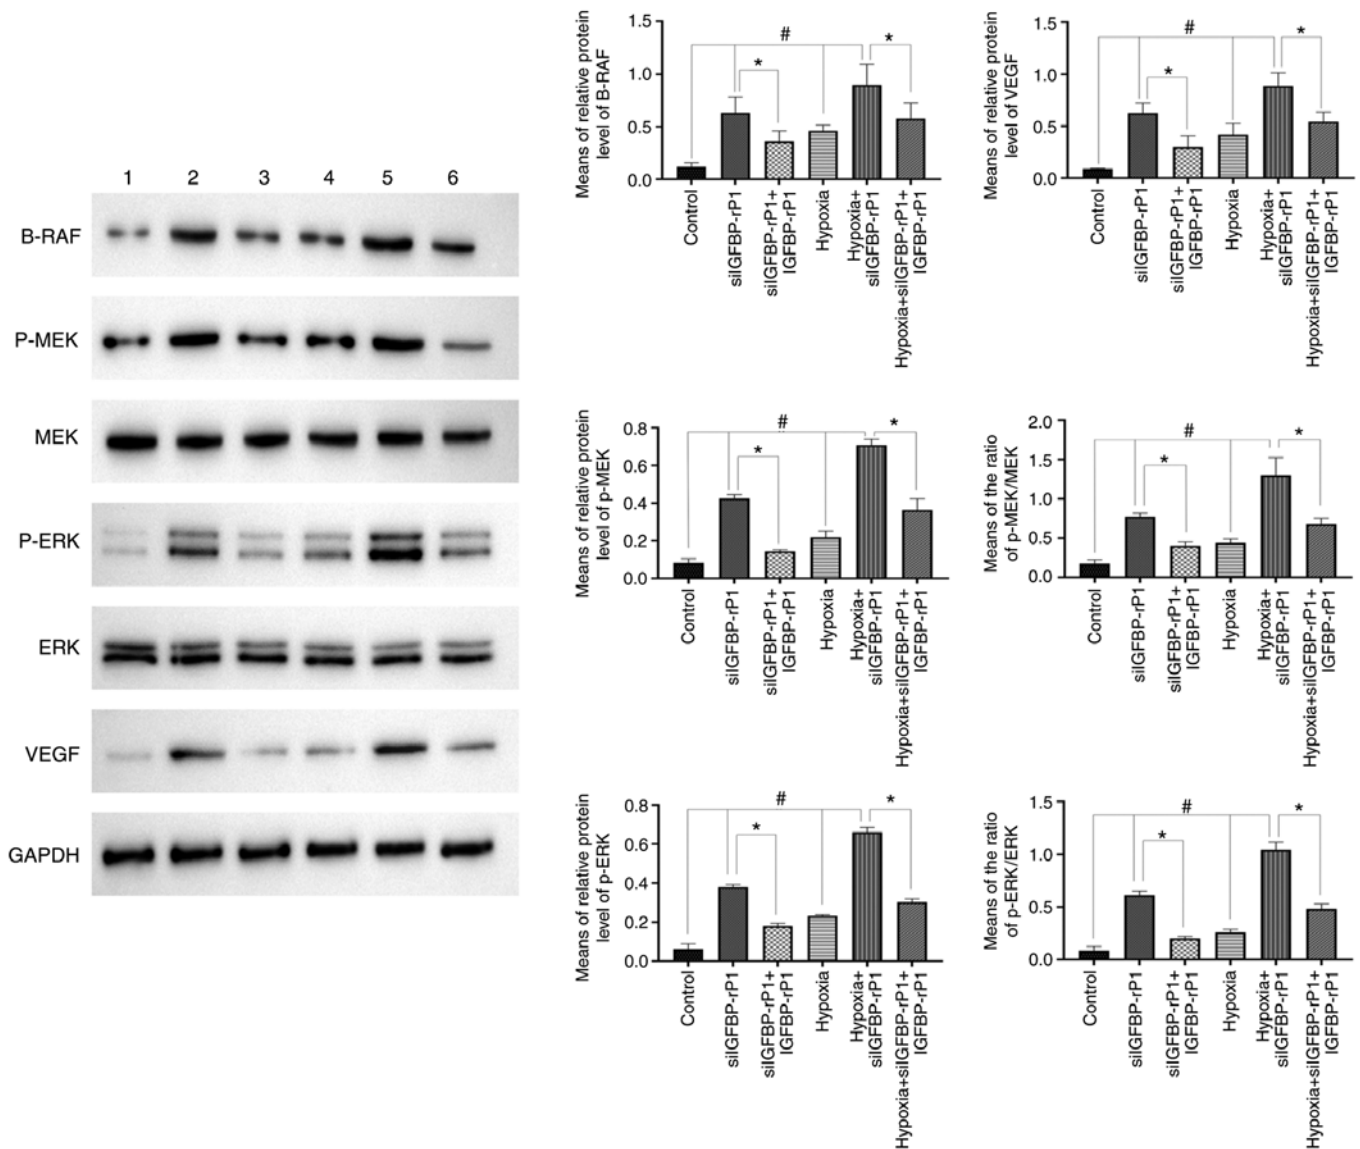 1 2 3 4 5 6
B-RAF
P-MEK
MEK
P-ERK
ERK
VEGF
GAPDH
Means of relative protein
level of B-RAF
1.5
1.0
0.5
0.0
#
*
*
Control
siIGFBP-rP1
siIGFBP-rP1+
IGFBP-rP1
Hypoxia
Hypoxia+
siIGFBP-rP1
Hypoxia+siIGFBP-rP1+
IGFBP-rP1
Means of relative protein
level of VEGF
1.5
1.0
0.5
0.0
#
*
*
Control
siIGFBP-rP1
siIGFBP-rP1+
IGFBP-rP1
Hypoxia
Hypoxia+
siIGFBP-rP1
Hypoxia+siIGFBP-rP1+
IGFBP-rP1
Means of relative protein
level of p-MEK
0.8
0.6
0.4
0.2
0.0
#
*
*
Control
siIGFBP-rP1
siIGFBP-rP1+
IGFBP-rP1
Hypoxia
Hypoxia+
siIGFBP-rP1
Hypoxia+siIGFBP-rP1+
IGFBP-rP1
Means of the ratio
of p-MEK/MEK
2.0
1.5
1.0
0.5
0.0
#
*
*
Control
siIGFBP-rP1
siIGFBP-rP1+
IGFBP-rP1
Hypoxia
Hypoxia+
siIGFBP-rP1
Hypoxia+siIGFBP-rP1+
IGFBP-rP1
Means of relative protein
level of p-ERK
0.8
0.6
0.4
0.2
0.0
#
*
*
Control
siIGFBP-rP1
siIGFBP-rP1+
IGFBP-rP1
Hypoxia
Hypoxia+
siIGFBP-rP1
Hypoxia+siIGFBP-rP1+
IGFBP-rP1
Means of the ratio
of p-ERK/ERK
1.5
1.0
0.5
0.0
#
*
*
Control
siIGFBP-rP1
siIGFBP-rP1+
IGFBP-rP1
Hypoxia
Hypoxia+
siIGFBP-rP1
Hypoxia+siIGFBP-rP1+
IGFBP-rP1